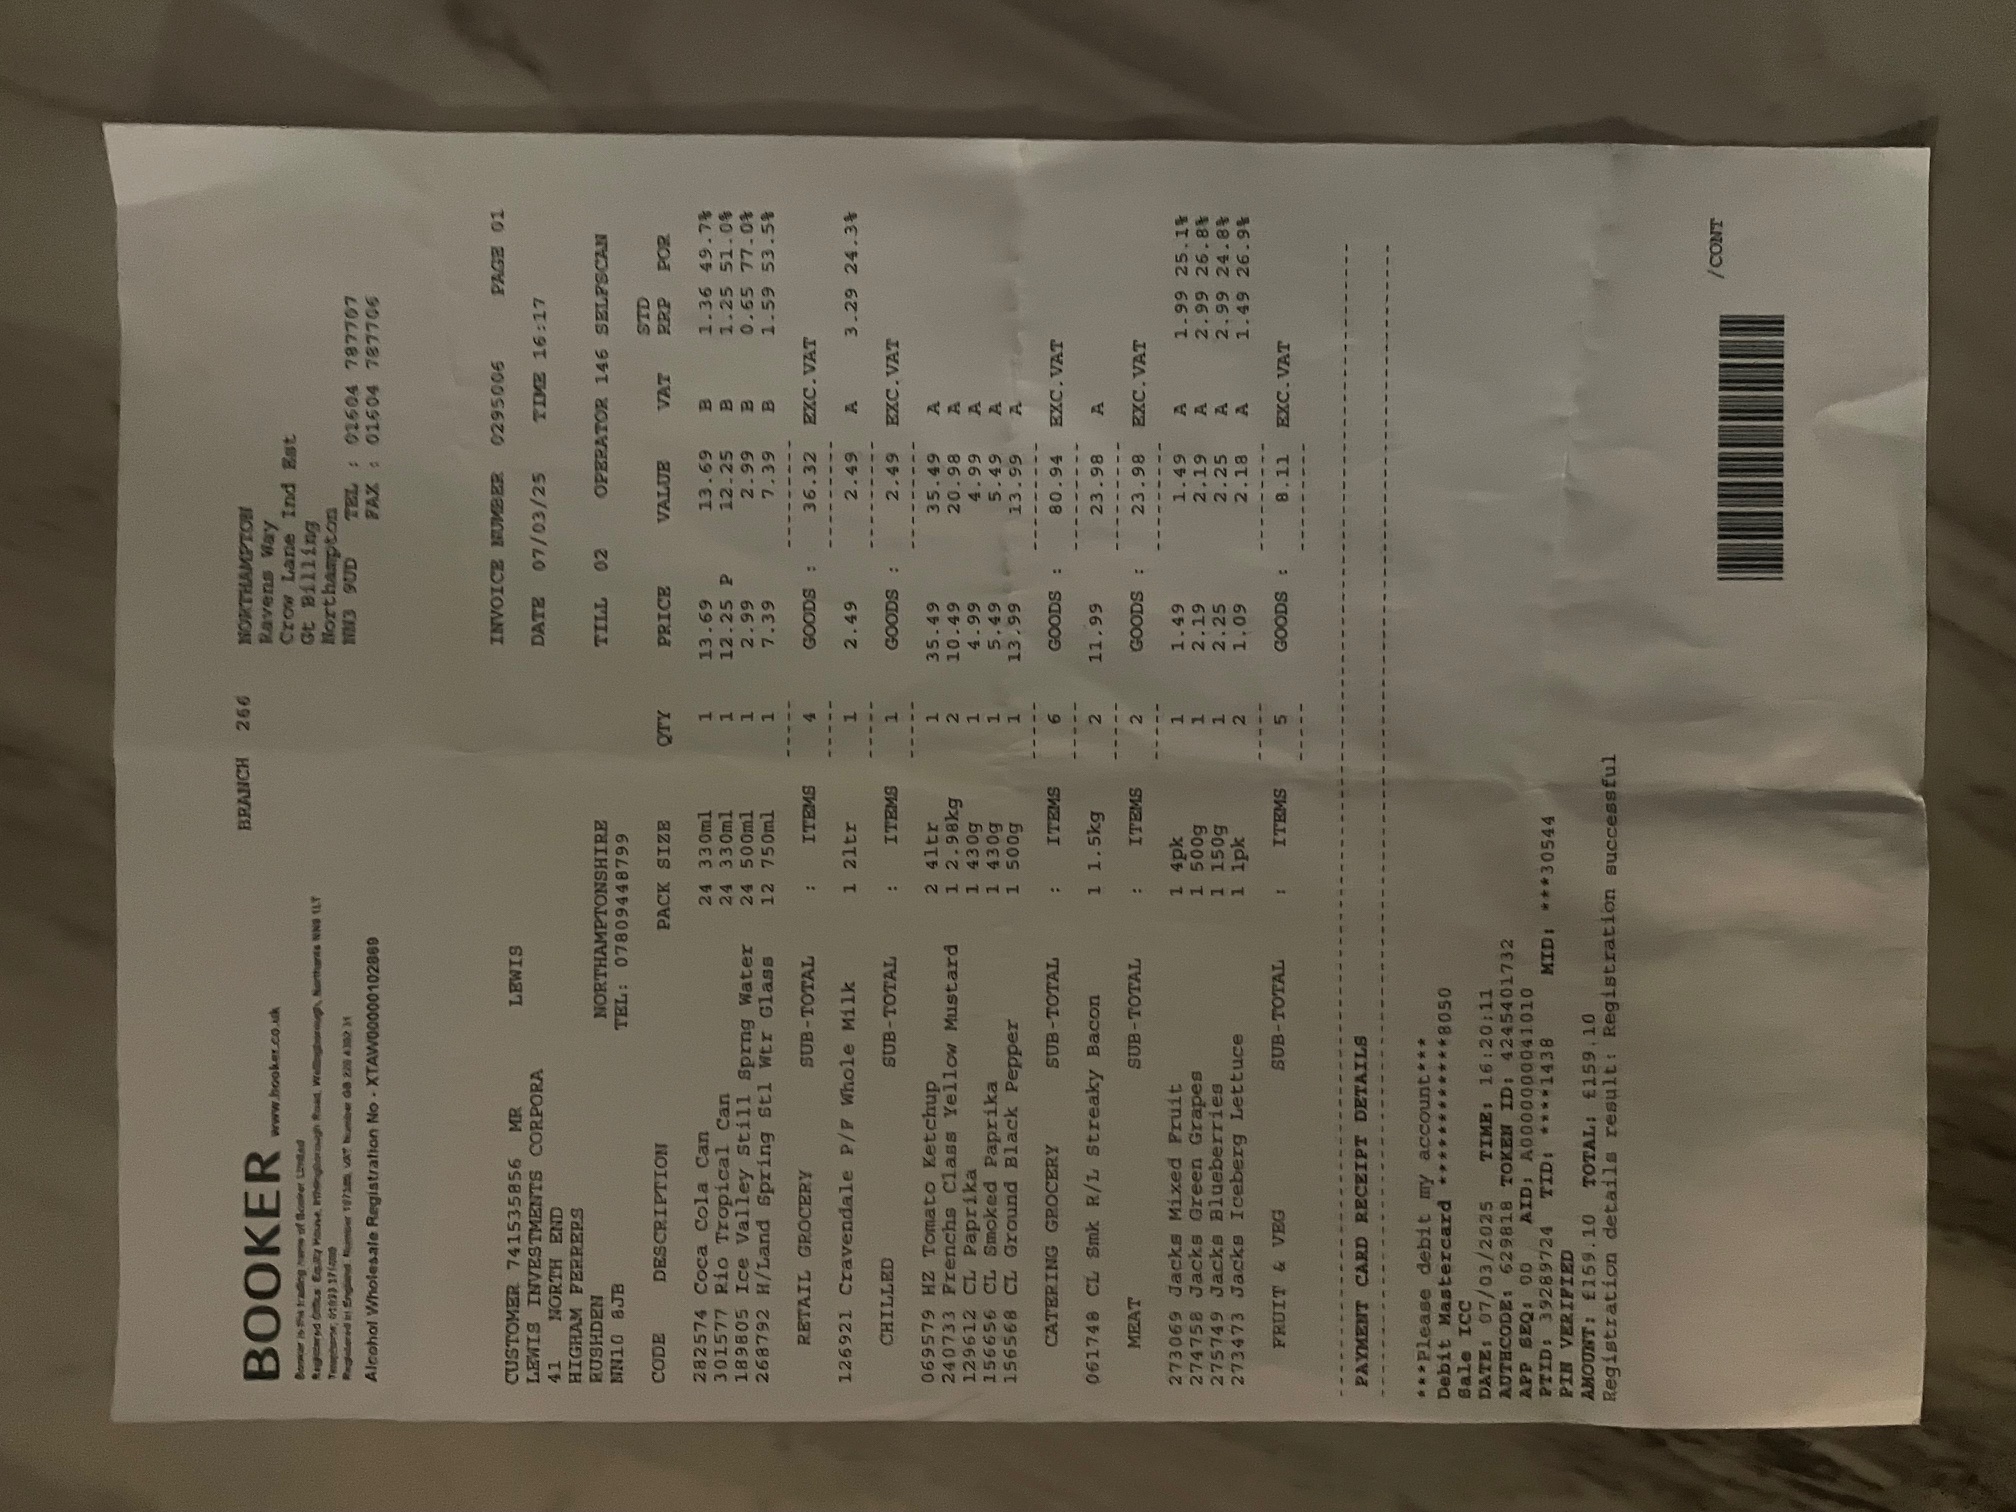 BOOKER www.booker.co.uk
Booker is the trading name of Booker Limited
Registered Office: Equity House, Irthlingborough Road, Wellingborough, Northants NN8 1LT
Telephone:
Registered in England. Number 197380, VAT Number GB 220 4302 31
Alcohol Wholesale Registration No - XTAW00000102869
BRANCH 266
NORTHAMPTON
Ravens Way
Crow Lane Ind Est
Gt Billing
Northampton
NN3 9UD TEL : 01604 787707
FAX : 01604 787706
INVOICE NUMBER 0295006 PAGE 01
CUSTOMER 741535856 MR LEWIS
LEWIS INVESTMENTS CORPORA
DATE 07/03/25 TIME 16:17
41 NORTH END
HIGHAM FERRERS
RUSHDEN NORTHAMPTONSHIRE
TILL 02 OPERATOR 146 SELFSCAN
NN10 8JB TEL: 07809448799
STD
CODE DESCRIPTION PACK SIZE QTY PRICE VALUE VAT RRP POR
282574 Coca Cola Can 24 330ml 1 13.69 13.69 B 1.36 49.7%
301577 Rio Tropical Can 24 330ml 1 12.25 P 12.25 B 1.25 51.0%
189805 Ice Valley Still Sprng Water 24 500ml 1 2.99 2.99 B 0.65 77.0%
268792 H/Land Spring Stl Wtr Glass 12 750ml 1 7.39 7.39 B 1.59 53.5%
----- ---------
RETAIL GROCERY SUB-TOTAL : ITEMS 4 GOODS : 36.32 EXC.VAT
----- ---------
126921 Cravendale P/F Whole Milk 1 2ltr 1 2.49 2.49 A 3.29 24.3%
----- ---------
CHILLED SUB-TOTAL : ITEMS 1 GOODS : 2.49 EXC.VAT
----- ---------
069579 HZ Tomato Ketchup 2 4ltr 1 35.49 35.49 A
240733 Frenchs Class Yellow Mustard 1 2.98kg 2 10.49 20.98 A
129612 CL Paprika 1 430g 1 4.99 4.99 A
156656 CL Smoked Paprika 1 430g 1 5.49 5.49 A
156568 CL Ground Black Pepper 1 500g 1 13.99 13.99 A
----- ---------
CATERING GROCERY SUB-TOTAL : ITEMS 6 GOODS : 80.94 EXC.VAT
----- ---------
061748 CL Smk R/L Streaky Bacon 1 1.5kg 2 11.99 23.98 A
----- ---------
MEAT SUB-TOTAL : ITEMS 2 GOODS : 23.98 EXC.VAT
----- ---------
273069 Jacks Mixed Fruit 1 4pk 1 1.49 1.49 A 1.99 25.1%
274758 Jacks Green Grapes 1 500g 1 2.19 2.19 A 2.99 26.8%
275749 Jacks Blueberries 1 150g 1 2.25 2.25 A 2.99 24.8%
273473 Jacks Iceberg Lettuce 1 1pk 2 1.09 2.18 A 1.49 26.9%
----- ---------
FRUIT & VEG SUB-TOTAL : ITEMS 5 GOODS : 8.11 EXC.VAT
----- ---------
PAYMENT CARD RECEIPT DETAILS
***Please debit my account***
Debit Mastercard ************8050
Sale ICC
DATE: 07/03/2025 TIME: 16:20:11
AUTHCODE: 629818 TOKEN ID: 4245401732
APP SEQ: 00 AID: A0000000041010
PTID: 39289724 TID: ****1438 MID: ***30544
PIN VERIFIED
AMOUNT: £159.10 TOTAL: £159.10
Registration details result: Registration successful
/CONT